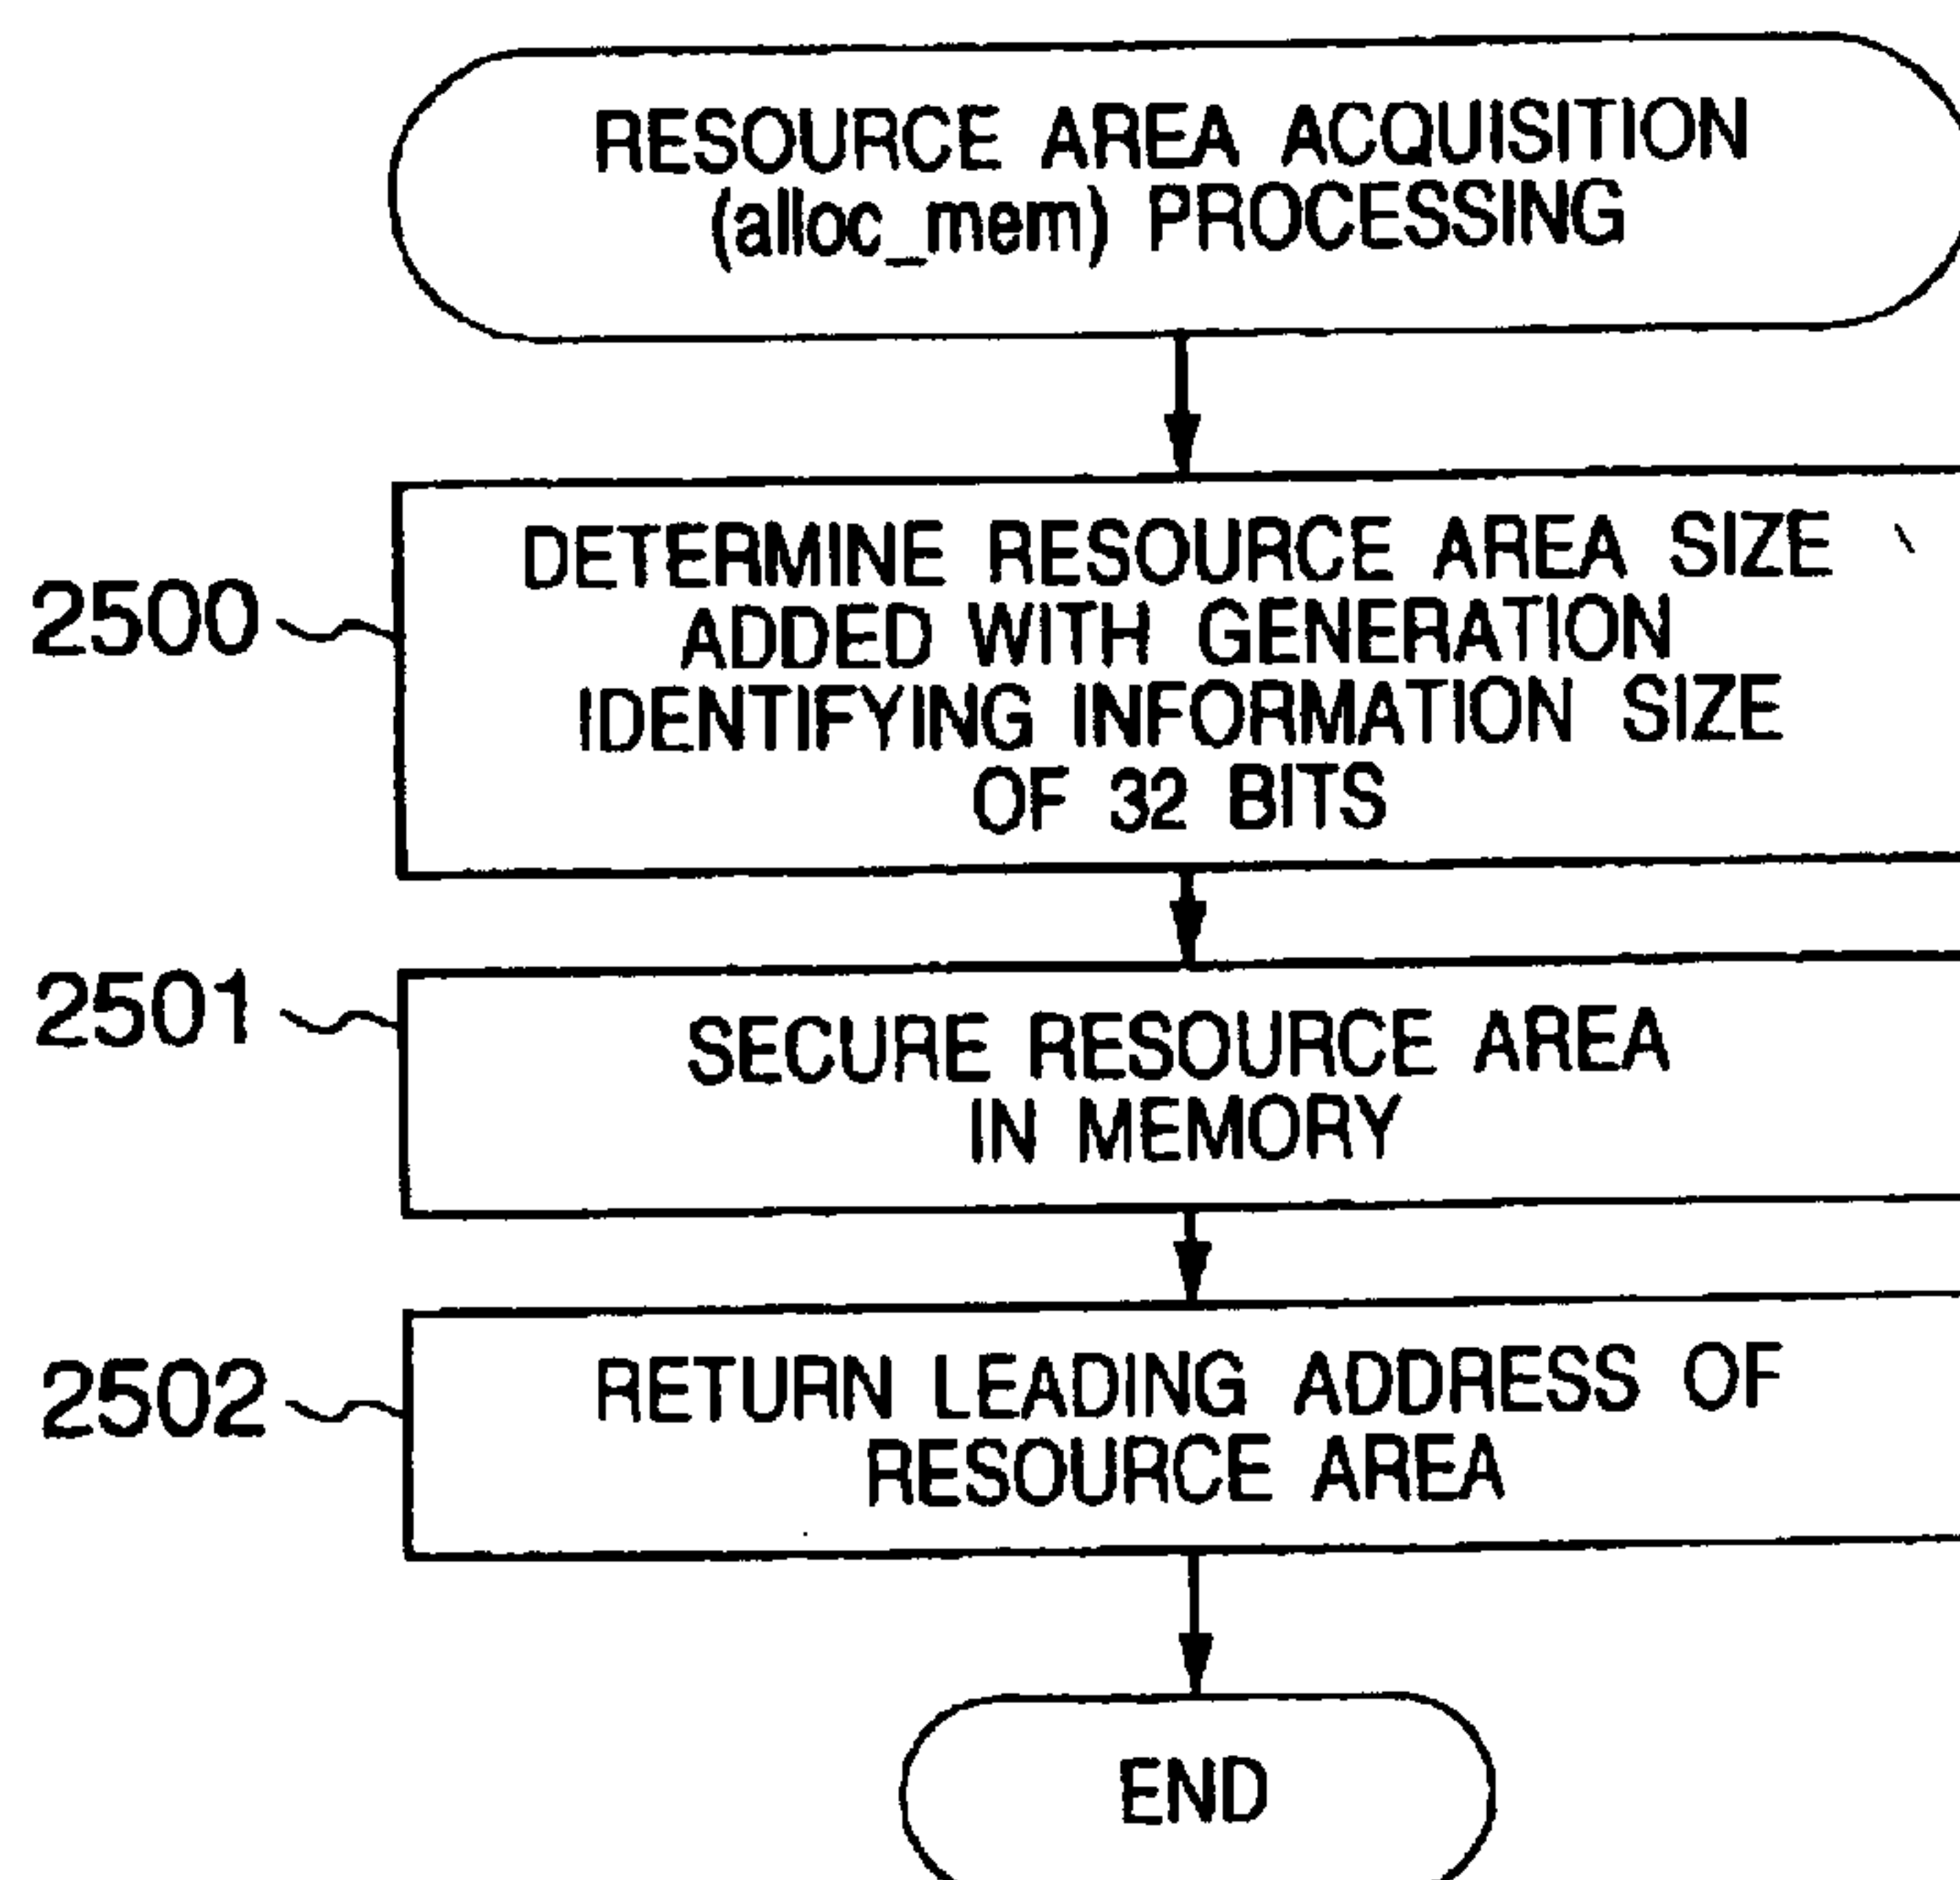 RESOURCE AREA ACQUISITION
(alloc_mem) PROCESSING
2500
DETERMINE RESOURCE AREA SIZE
ADDED WITH GENERATION
IDENTIFYING INFORMATION SIZE
OF 32 BITS
2501
SECURE RESOURCE AREA
IN MEMORY
2502
RETURN LEADING ADDRESS OF
RESOURCE AREA
END